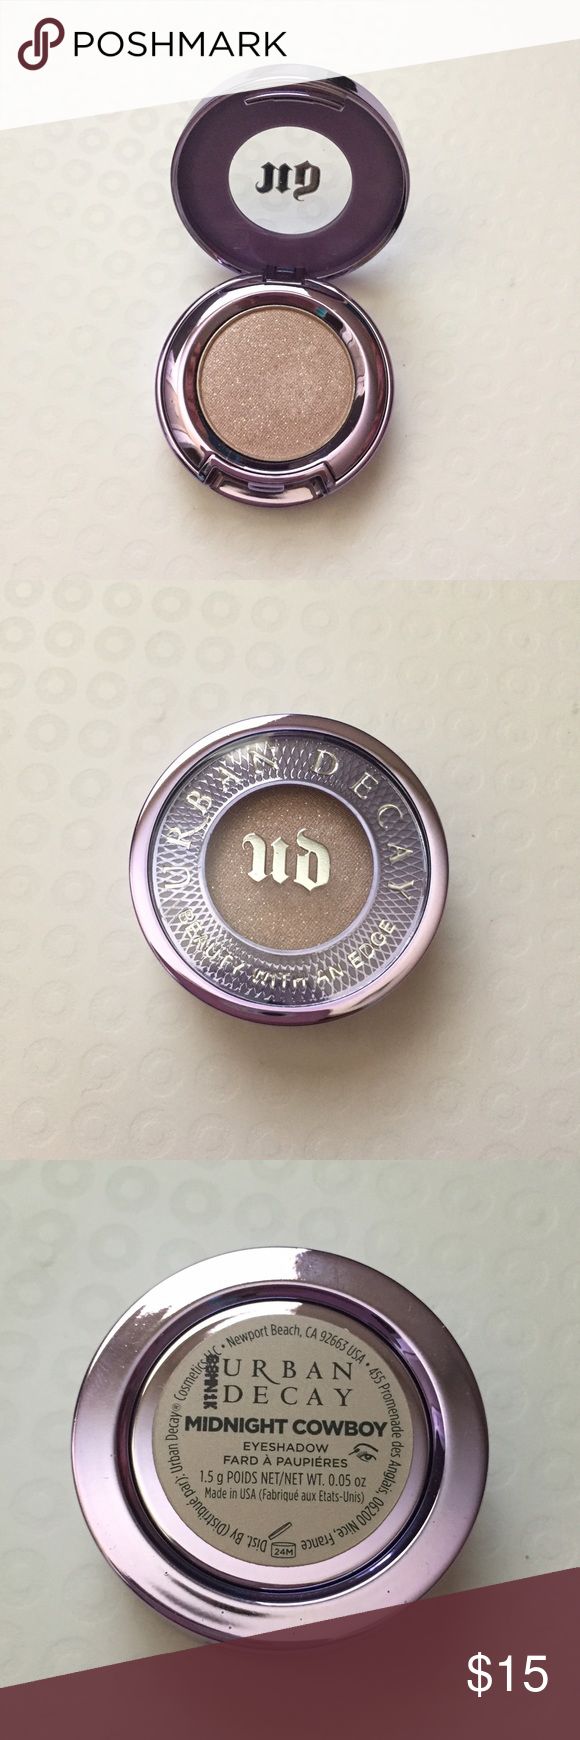 POSHMARK
UD
URBAN DECAY
BEAUTY WITH AN EDGE
UD
Urban Decay® Cosmetics LLC • Newport Beach, CA 92663 USA • 455 Promenade des Anglais, 06200 Nice, France
Dist. By (Distribué par);
URBAN
DECAY
MIDNIGHT COWBOY
EYESHADOW
FARD À PAUPIÈRES
1.5 g POIDS NET/NET WT. 0.05 oz
Made in USA (Fabriqué aux Etats-Unis)
24M
$15